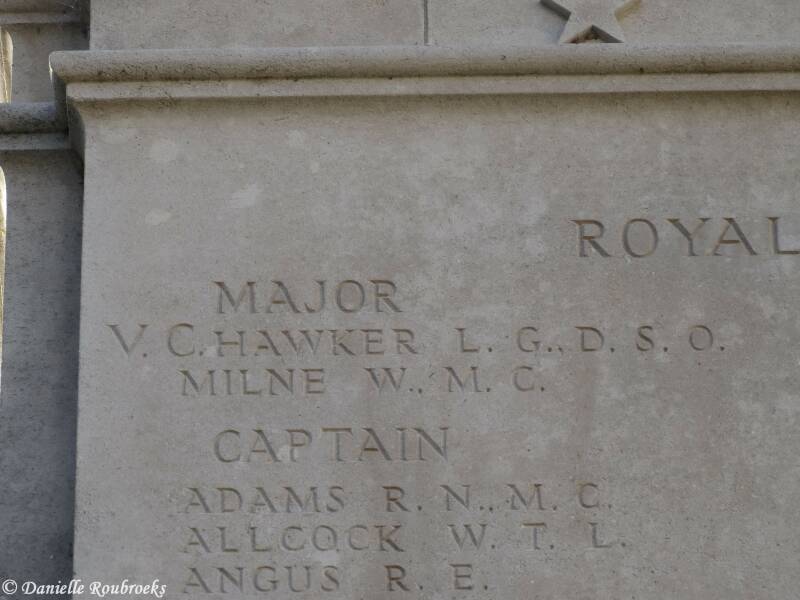 ROYAL
MAJOR
V. C. HAWKER L. G., D. S. O.
MILNE W., M. C.
CAPTAIN
ADAMS R. N., M. C.
ALLCOCK W. T. L.
ANGUS R. E.
© Danielle Roubroeks